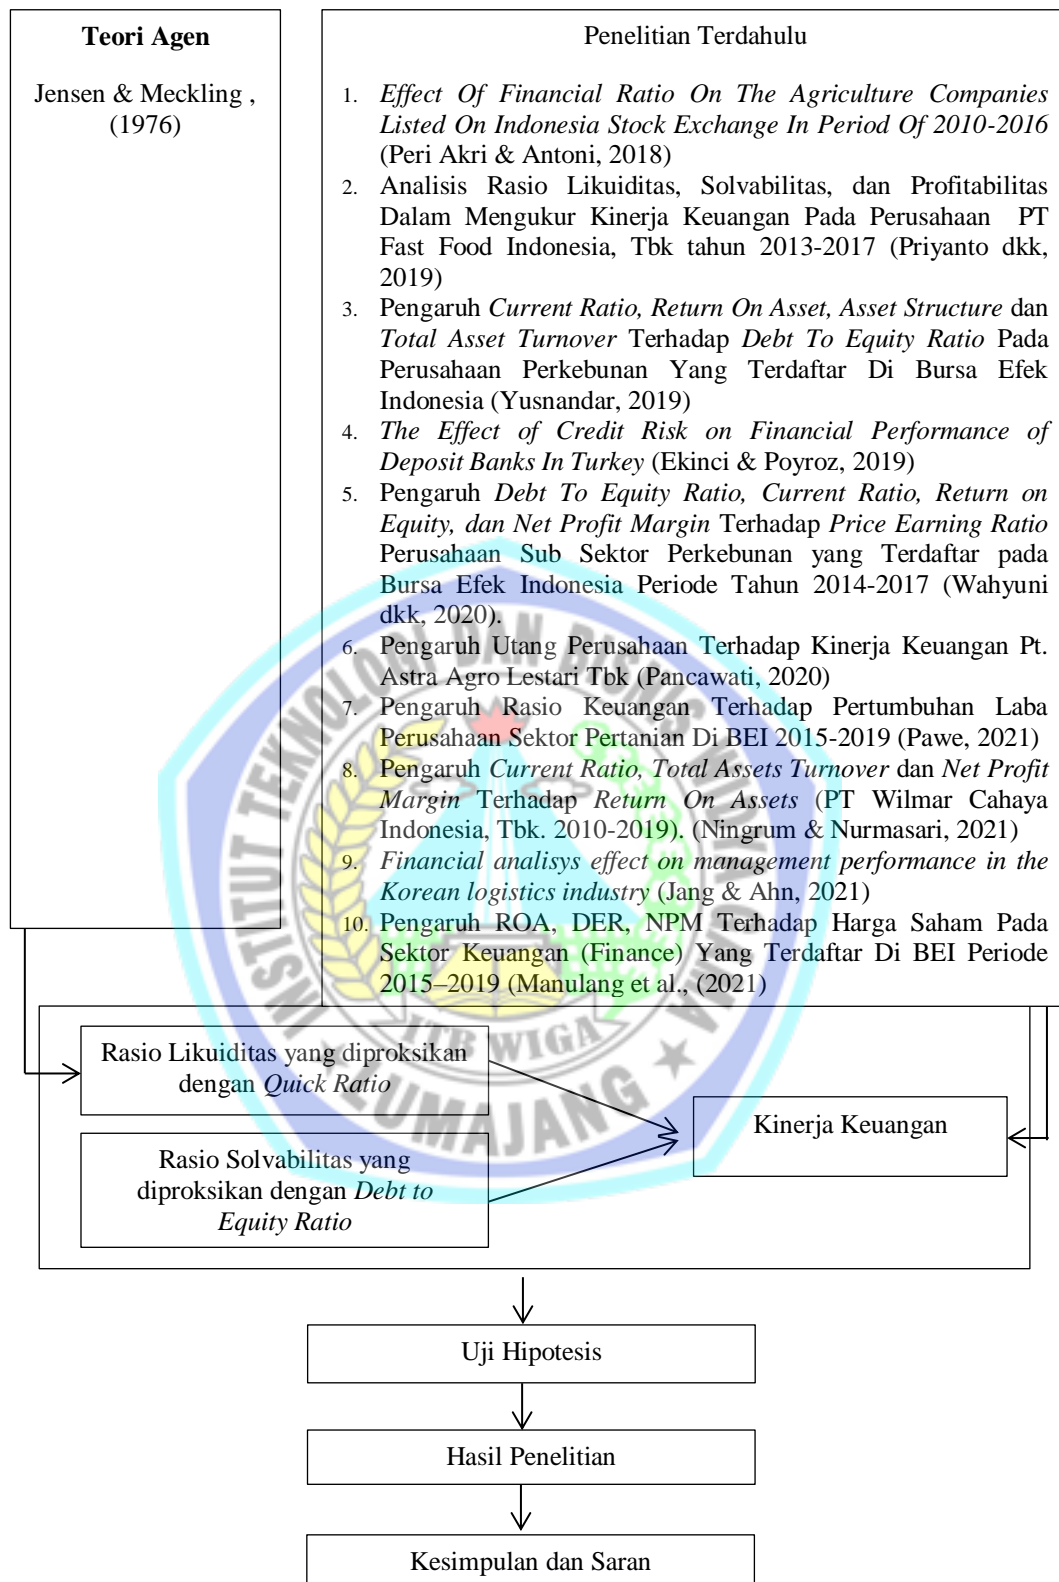 Teori Agen
Jensen & Meckling ,
(1976)
Penelitian Terdahulu
1. Effect Of Financial Ratio On The Agriculture Companies
Listed On Indonesia Stock Exchange In Period Of 2010-2016
(Peri Akri & Antoni, 2018)
2. Analisis Rasio Likuiditas, Solvabilitas, dan Profitabilitas
Dalam Mengukur Kinerja Keuangan Pada Perusahaan PT
Fast Food Indonesia, Tbk tahun 2013-2017 (Priyanto dkk,
2019)
3. Pengaruh Current Ratio, Return On Asset, Asset Structure dan
Total Asset Turnover Terhadap Debt To Equity Ratio Pada
Perusahaan Perkebunan Yang Terdaftar Di Bursa Efek
Indonesia (Yusnandar, 2019)
4. The Effect of Credit Risk on Financial Performance of
Deposit Banks In Turkey (Ekinci & Poyroz, 2019)
5. Pengaruh Debt To Equity Ratio, Current Ratio, Return on
Equity, dan Net Profit Margin Terhadap Price Earning Ratio
Perusahaan Sub Sektor Perkebunan yang Terdaftar pada
Bursa Efek Indonesia Periode Tahun 2014-2017 (Wahyuni
dkk, 2020).
6. Pengaruh Utang Perusahaan Terhadap Kinerja Keuangan Pt.
Astra Agro Lestari Tbk (Pancawati, 2020)
7. Pengaruh Rasio Keuangan Terhadap Pertumbuhan Laba
Perusahaan Sektor Pertanian Di BEI 2015-2019 (Pawe, 2021)
8. Pengaruh Current Ratio, Total Assets Turnover dan Net Profit
Margin Terhadap Return On Assets (PT Wilmar Cahaya
Indonesia, Tbk. 2010-2019). (Ningrum & Nurmasari, 2021)
9. Financial analisys effect on management performance in the
Korean logistics industry (Jang & Ahn, 2021)
10. Pengaruh ROA, DER, NPM Terhadap Harga Saham Pada
Sektor Keuangan (Finance) Yang Terdaftar Di BEI Periode
2015–2019 (Manulang et al., (2021)
INSTITUT TEKNOLOGI DAN BISNIS WIDYA GAMA
ITB WIGA
LUMAJANG
Rasio Likuiditas yang diproksikan
dengan Quick Ratio
Kinerja Keuangan
Rasio Solvabilitas yang
diproksikan dengan Debt to
Equity Ratio
Uji Hipotesis
Hasil Penelitian
Kesimpulan dan Saran